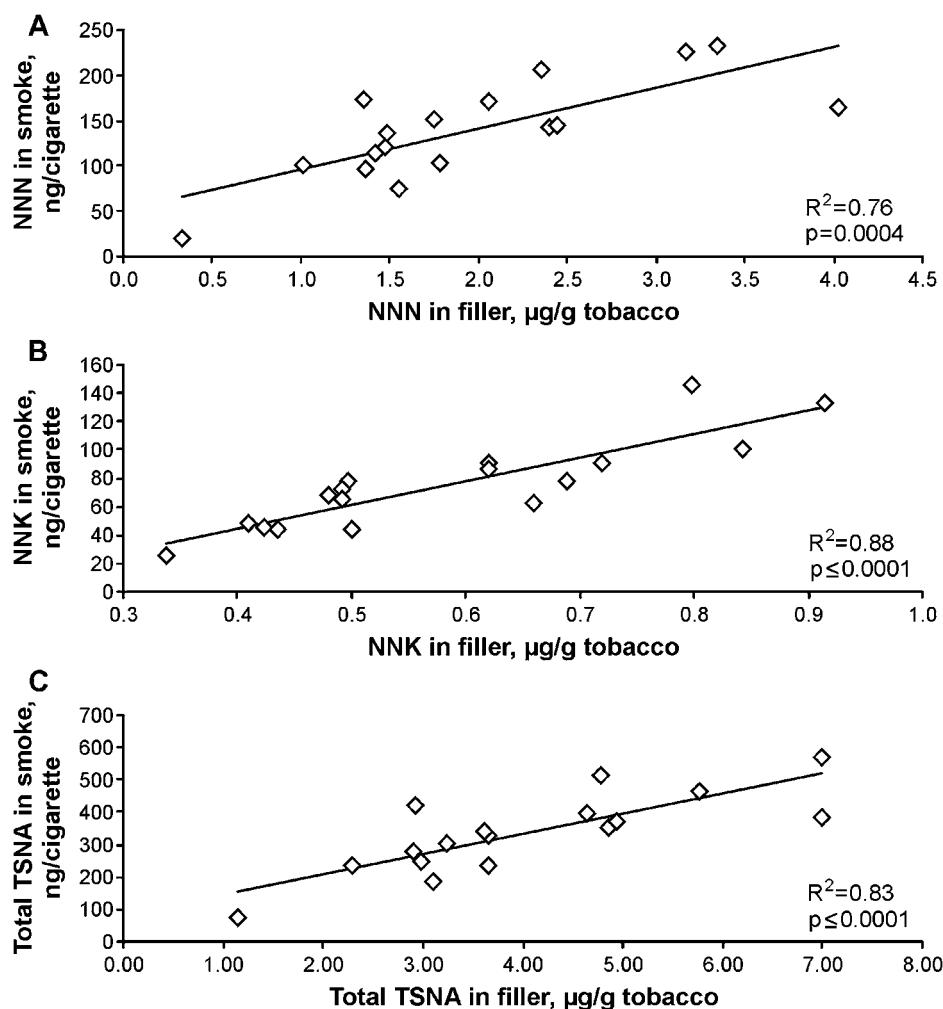 A
NNN in smoke,
ng/cigarette
250
200
150
100
50
0
R²=0.76
p=0.0004
0.0 0.5 1.0 1.5 2.0 2.5 3.0 3.5 4.0 4.5
NNN in filler, µg/g tobacco
B
NNK in smoke,
ng/cigarette
160
140
120
100
80
60
40
20
0
R²=0.88
p≤0.0001
0.3 0.4 0.5 0.6 0.7 0.8 0.9 1.0
NNK in filler, µg/g tobacco
C
Total TSNA in smoke,
ng/cigarette
700
600
500
400
300
200
100
0
R²=0.83
p≤0.0001
0.00 1.00 2.00 3.00 4.00 5.00 6.00 7.00 8.00
Total TSNA in filler, µg/g tobacco